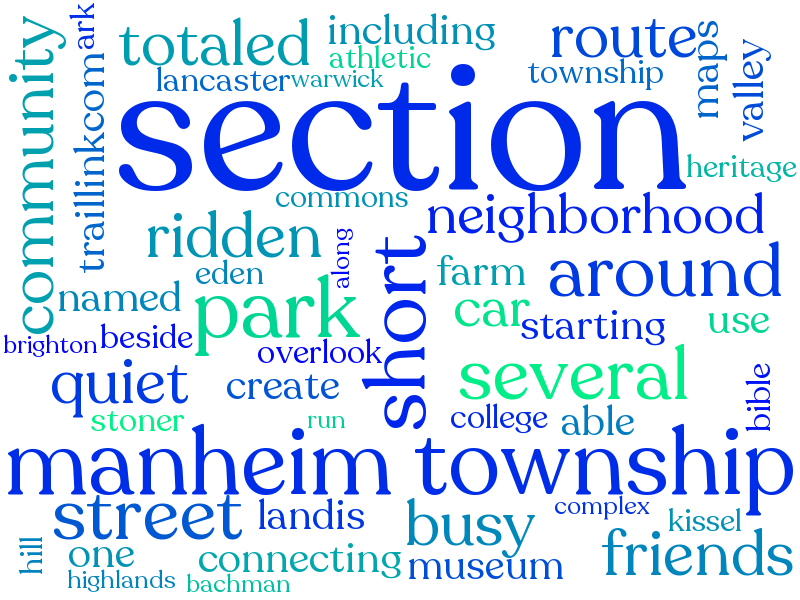 community
ark
traillinkcom
totaled
including
athletic
lancaster
warwick
route
township
maps
valley
section
heritage
commons
neighborhood
ridden
along
short
around
eden
farm
named
park
car
starting
use
brighton
beside
overlook
quiet
create
several
bible
stoner
run
college
able
manheim township
street
landis
busy
complex
kissel
hill
one
connecting
museum
friends
highlands
bachman